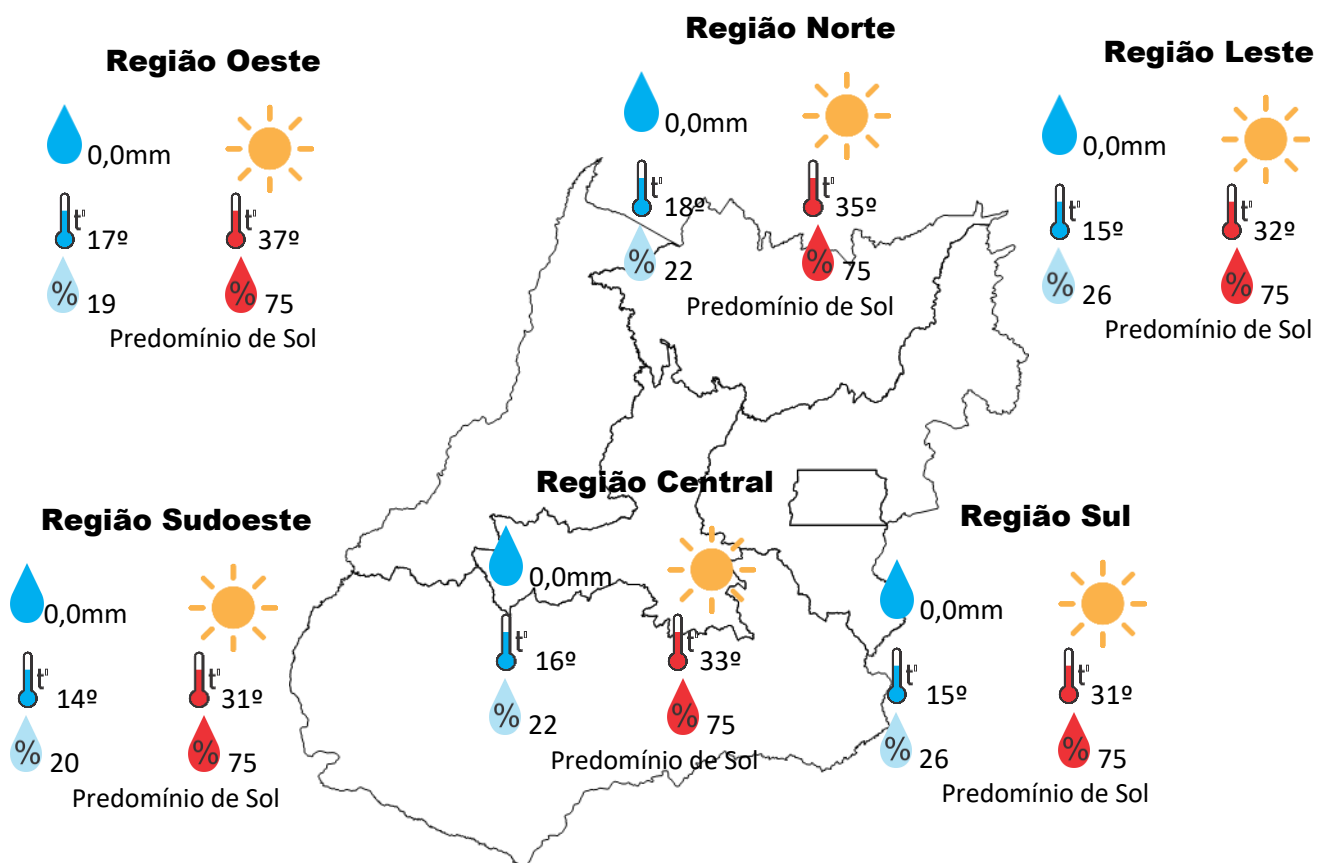 Região Norte
0,0mm
t° 18º
t° 35º
% 22
% 75
Predomínio de Sol
Região Oeste
0,0mm
t° 17º
t° 37º
% 19
% 75
Predomínio de Sol
Região Leste
0,0mm
t° 15º
t° 32º
% 26
% 75
Predomínio de Sol
Região Central
0,0mm
t° 16º
t° 33º
% 22
% 75
Predomínio de Sol
Região Sudoeste
0,0mm
t° 14º
t° 31º
% 20
% 75
Predomínio de Sol
Região Sul
0,0mm
t° 15º
t° 31º
% 26
% 75
Predomínio de Sol